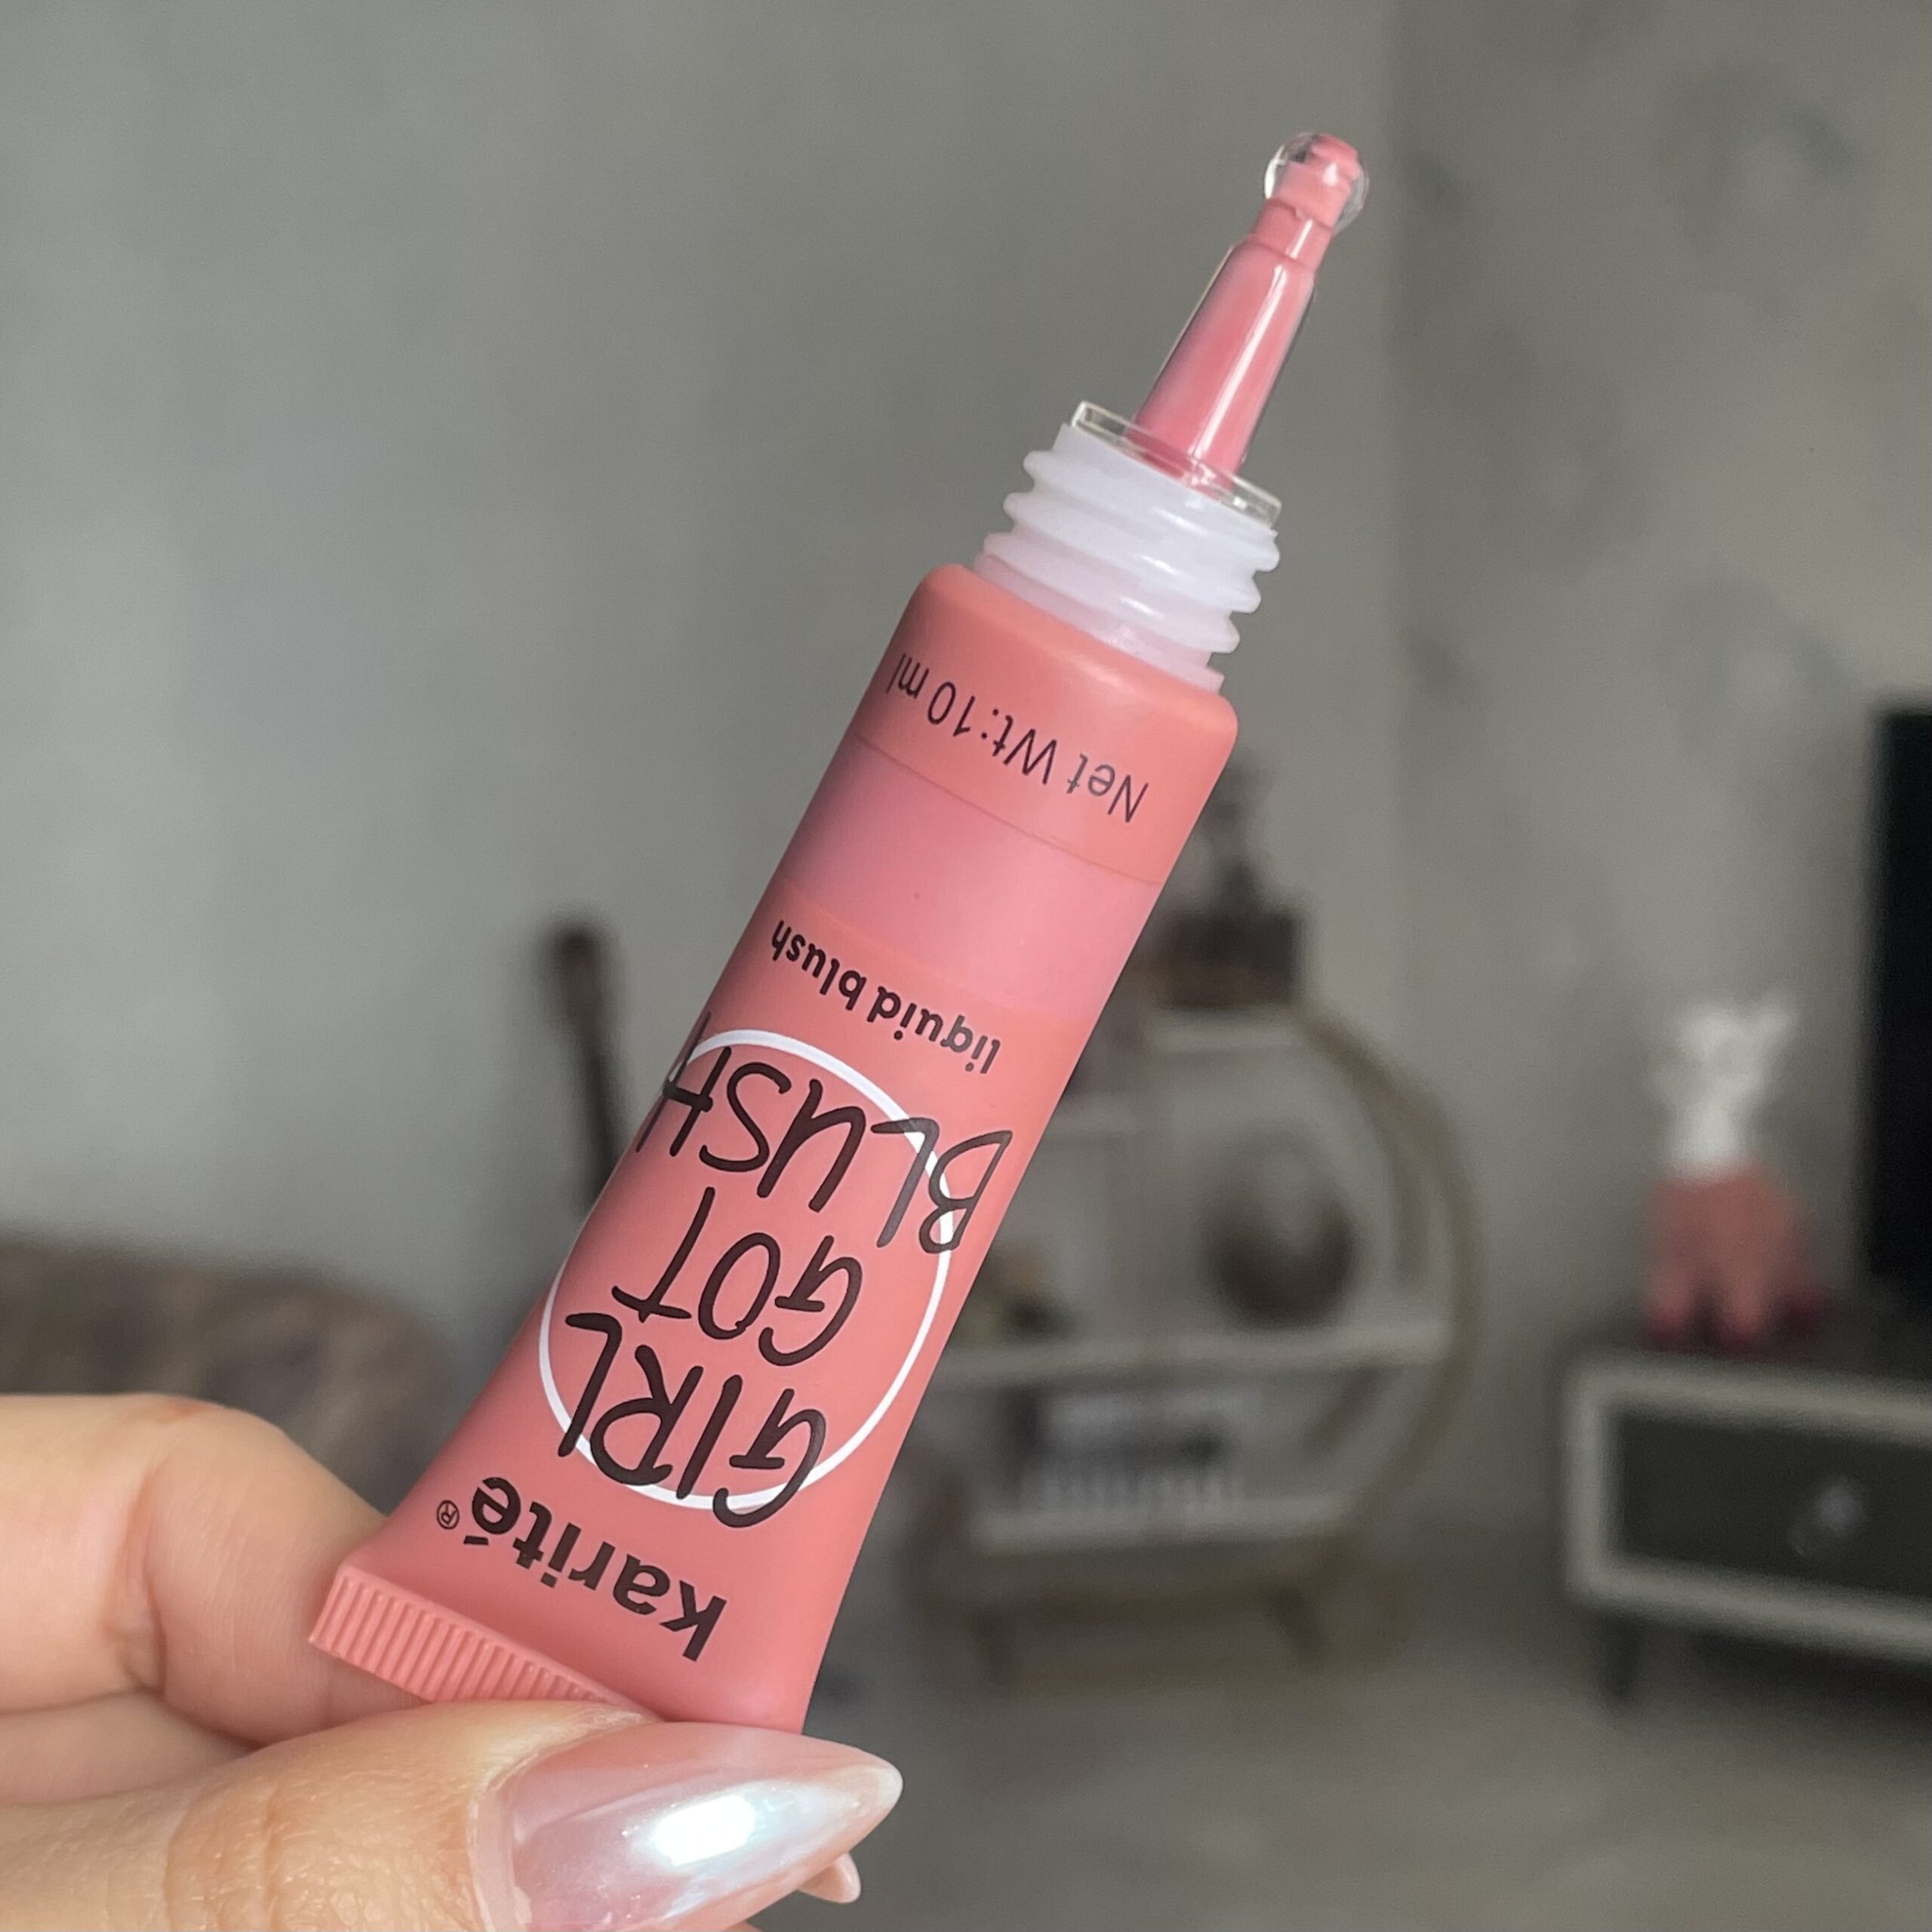 karité®
GIRL
GOT
BLUSH
liquid blush
Net Wt:10 ml